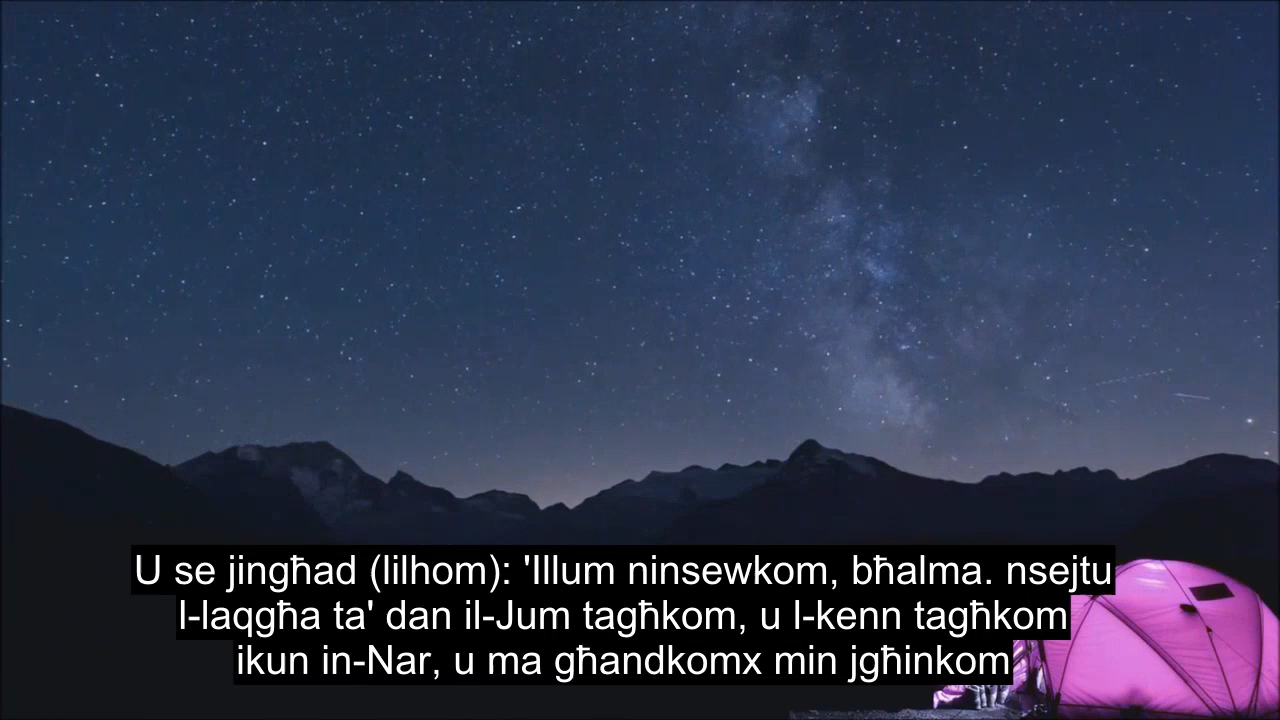 U se jingħad (lilhom): 'Illum ninsewkom, bħalma. nsejtu
l-laqgħa ta' dan il-Jum tagħkom, u l-kenn tagħkom
ikun in-Nar, u ma għandkomx min jgħinkom